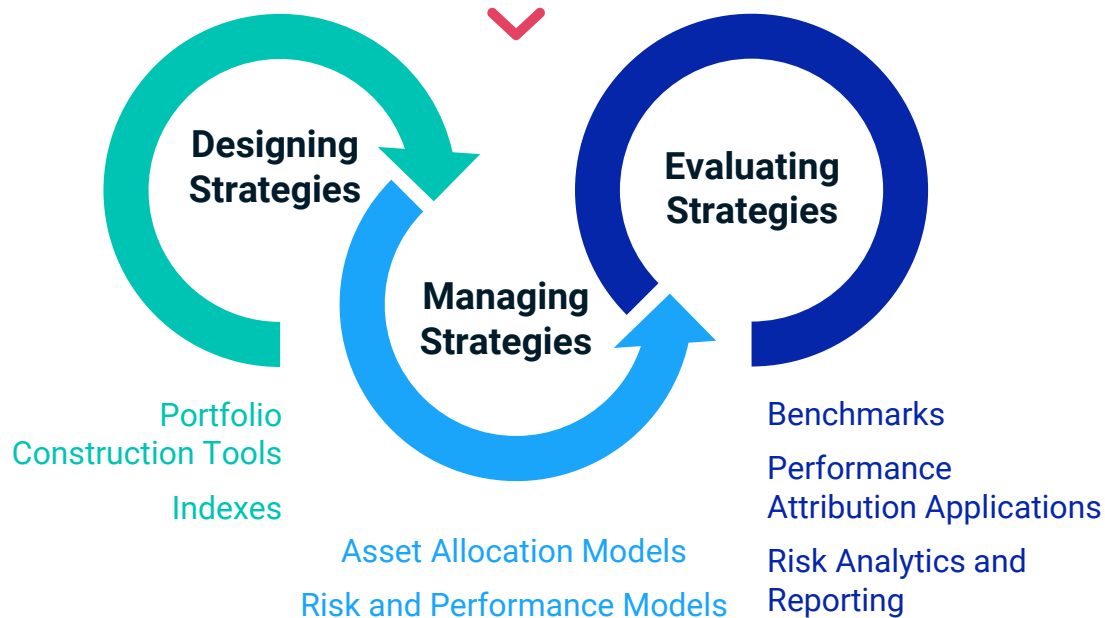 Designing
Strategies
Managing
Strategies
Evaluating
Strategies
Portfolio
Construction Tools
Indexes
Asset Allocation Models
Risk and Performance Models
Benchmarks
Performance
Attribution Applications
Risk Analytics and
Reporting